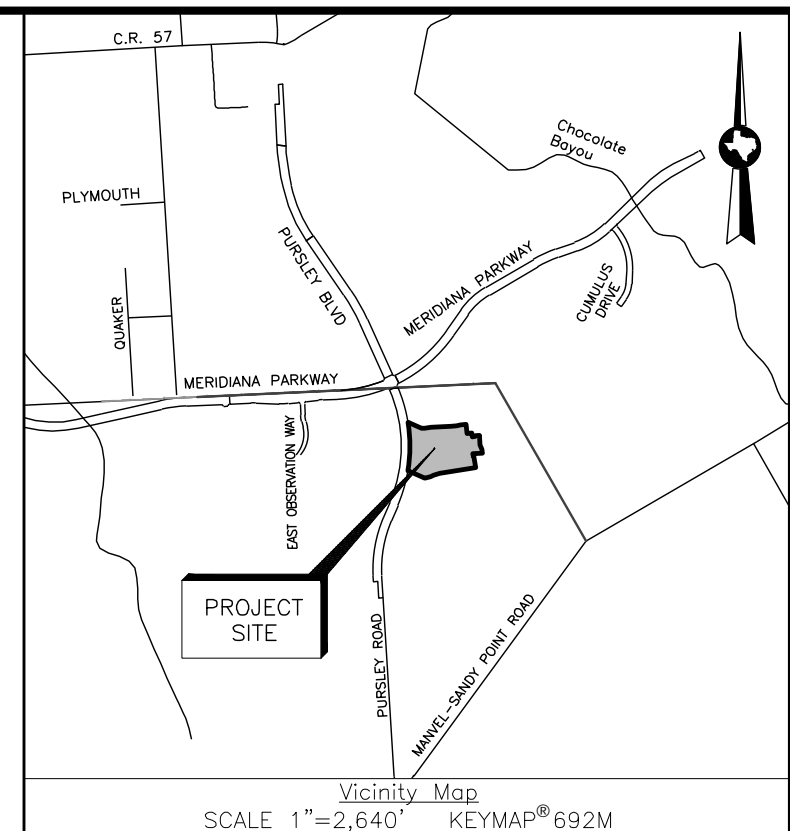 C.R. 57
Chocolate
Bayou
PLYMOUTH
PURSLEY BLVD
MERIDIANA PARKWAY
CUMULUS
DRIVE
QUAKER
MERIDIANA PARKWAY
EAST OBSERVATION WAY
PROJECT
SITE
PURSLEY ROAD
MANVEL-SANDY POINT ROAD
Vicinity Map
SCALE 1"=2,640' KEYMAP® 692M